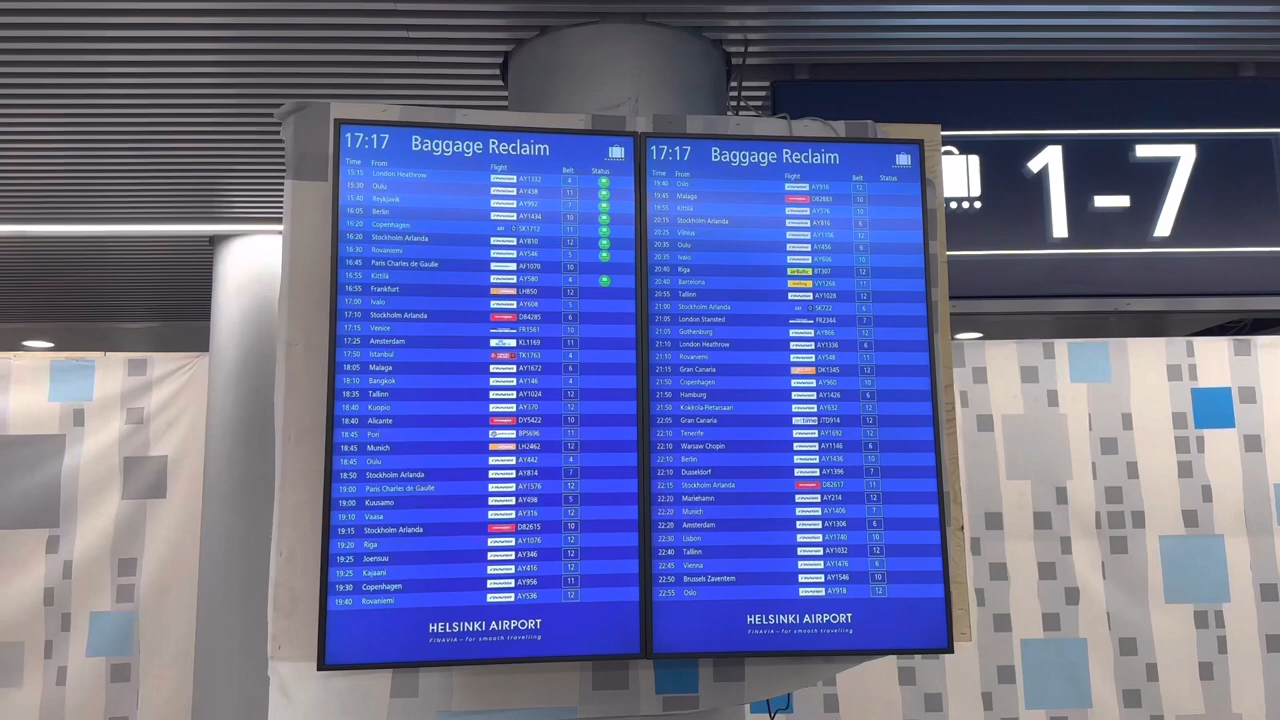 17:17 Baggage Reclaim
Time From Flight Belt Status
15:15 London Heathrow AY1332 4
15:30 Oulu AY438 11
15:40 Reykjavik AY992 7
16:05 Berlin AY1434 10
16:20 Copenhagen SK1712 11
16:20 Stockholm Arlanda AY810 12
16:30 Rovaniemi AY546 5
16:45 Paris Charles de Gaulle AF1070 10
16:55 Kittilä AY580 4
16:55 Frankfurt LH850 12
17:00 Ivalo AY608 5
17:10 Stockholm Arlanda D84285 6
17:15 Venice FR1561 10
17:25 Amsterdam KL1169 11
17:50 Istanbul TK1763 4
18:05 Malaga AY1672 6
18:10 Bangkok AY146 4
18:35 Tallinn AY1024 12
18:40 Kuopio AY370 12
18:40 Alicante DY5422 10
18:45 Pori BPS696 11
18:45 Munich LH2462 12
18:45 Oulu AY442 4
18:50 Stockholm Arlanda AY814 7
19:00 Paris Charles de Gaulle AY1576 12
19:00 Kuusamo AY498 5
19:10 Vaasa AY316 12
19:15 Stockholm Arlanda D82615 10
19:20 Riga AY1076 12
19:25 Joensuu AY346 12
19:25 Kajaani AY416 12
19:30 Copenhagen AY956 11
19:40 Rovaniemi AY536 12
HELSINKI AIRPORT
FINAVIA – for smooth travelling
17:17 Baggage Reclaim
Time From Flight Belt Status
19:40 Oslo AY916 12
19:45 Malaga D82883 10
19:55 Kittilä AY576 10
20:15 Stockholm Arlanda AY816 6
20:25 Vilnius AY1106 12
20:35 Oulu AY456 6
20:35 Ivalo AY606 10
20:40 Riga airBaltic BT307 12
20:40 Barcelona vueling VY1268 11
20:55 Tallinn AY1028 12
21:00 Stockholm Arlanda SK722 6
21:05 London Stansted FR2344 7
21:05 Gothenburg AY866 12
21:10 London Heathrow AY1336 6
21:10 Rovaniemi AY548 11
21:15 Gran Canaria DK1345 12
21:50 Copenhagen AY960 10
21:50 Hamburg AY1426 6
21:50 Kokkola-Pietarsaari AY632 12
22:05 Gran Canaria jettime JTD914 12
22:10 Tenerife AY1692 12
22:10 Warsaw Chopin AY1146 6
22:10 Berlin AY1436 10
22:10 Dusseldorf AY1396 7
22:15 Stockholm Arlanda D82617 11
22:20 Mariehamn AY214 12
22:20 Munich AY1406 7
22:20 Amsterdam AY1306 6
22:30 Lisbon AY1740 10
22:40 Tallinn AY1032 12
22:45 Vienna AY1476 6
22:50 Brussels Zaventem AY1546 10
22:55 Oslo AY918 12
HELSINKI AIRPORT
FINAVIA – for smooth travelling
1-7